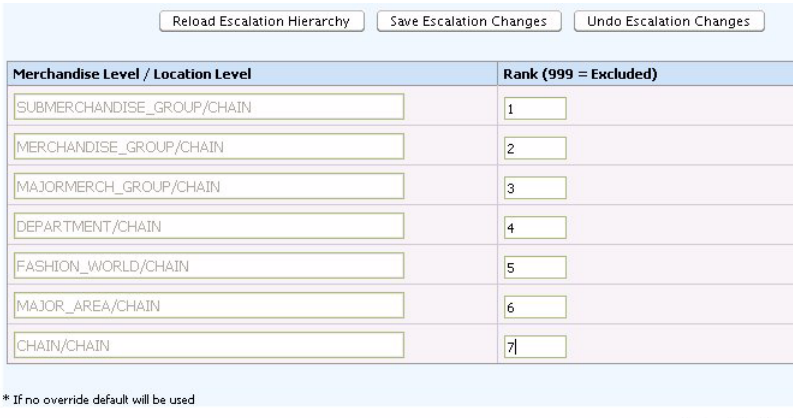 Reload Escalation Hierarchy Save Escalation Changes Undo Escalation Changes
Merchandise Level / Location Level Rank (999 = Excluded)
SUBMERCHANDISE_GROUP/CHAIN 1
MERCHANDISE_GROUP/CHAIN 2
MAJORMERCH_GROUP/CHAIN 3
DEPARTMENT/CHAIN 4
FASHION_WORLD/CHAIN 5
MAJOR_AREA/CHAIN 6
CHAIN/CHAIN 7
* If no override default will be used